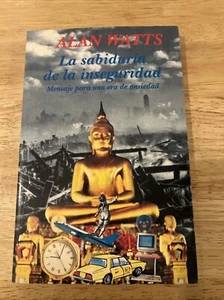 ALAN WATTS
La sabiduría
de la inseguridad
Mensaje para una era de ansiedad